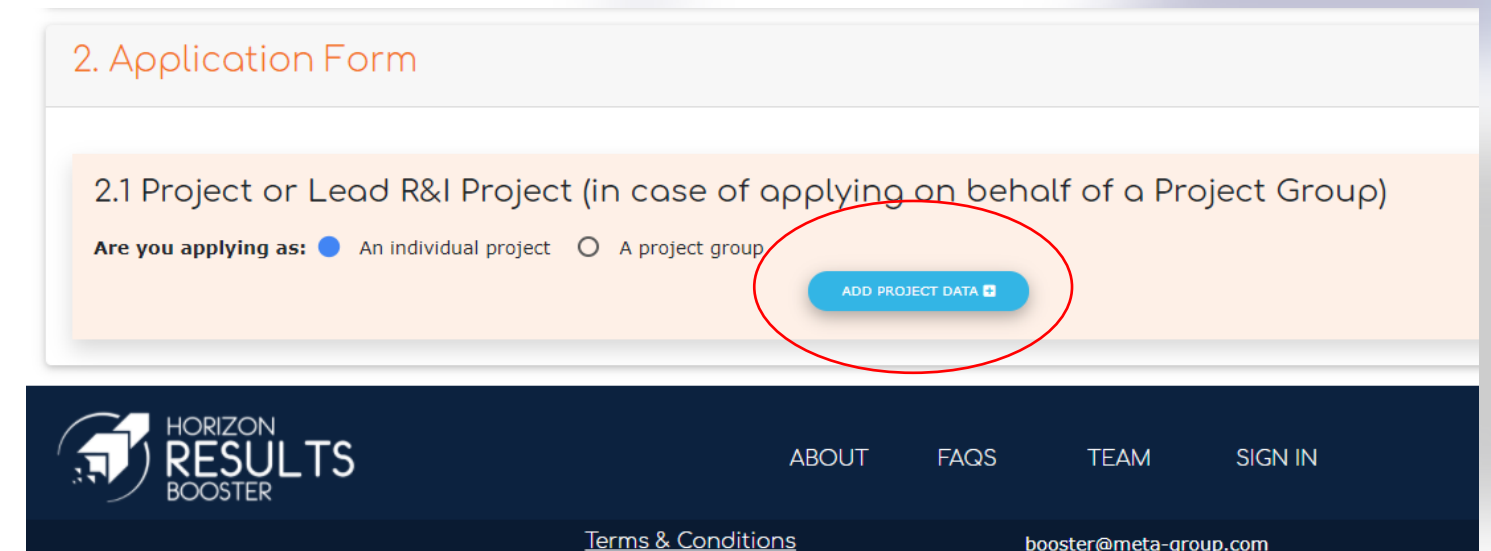 2. Application Form
2.1 Project or Lead R&I Project (in case of applying on behalf of a Project Group)
Are you applying as: An individual project A project group
ADD PROJECT DATA
HORIZON
RESULTS
BOOSTER
ABOUT FAQS TEAM SIGN IN
Terms & Conditions booster@meta-group.com